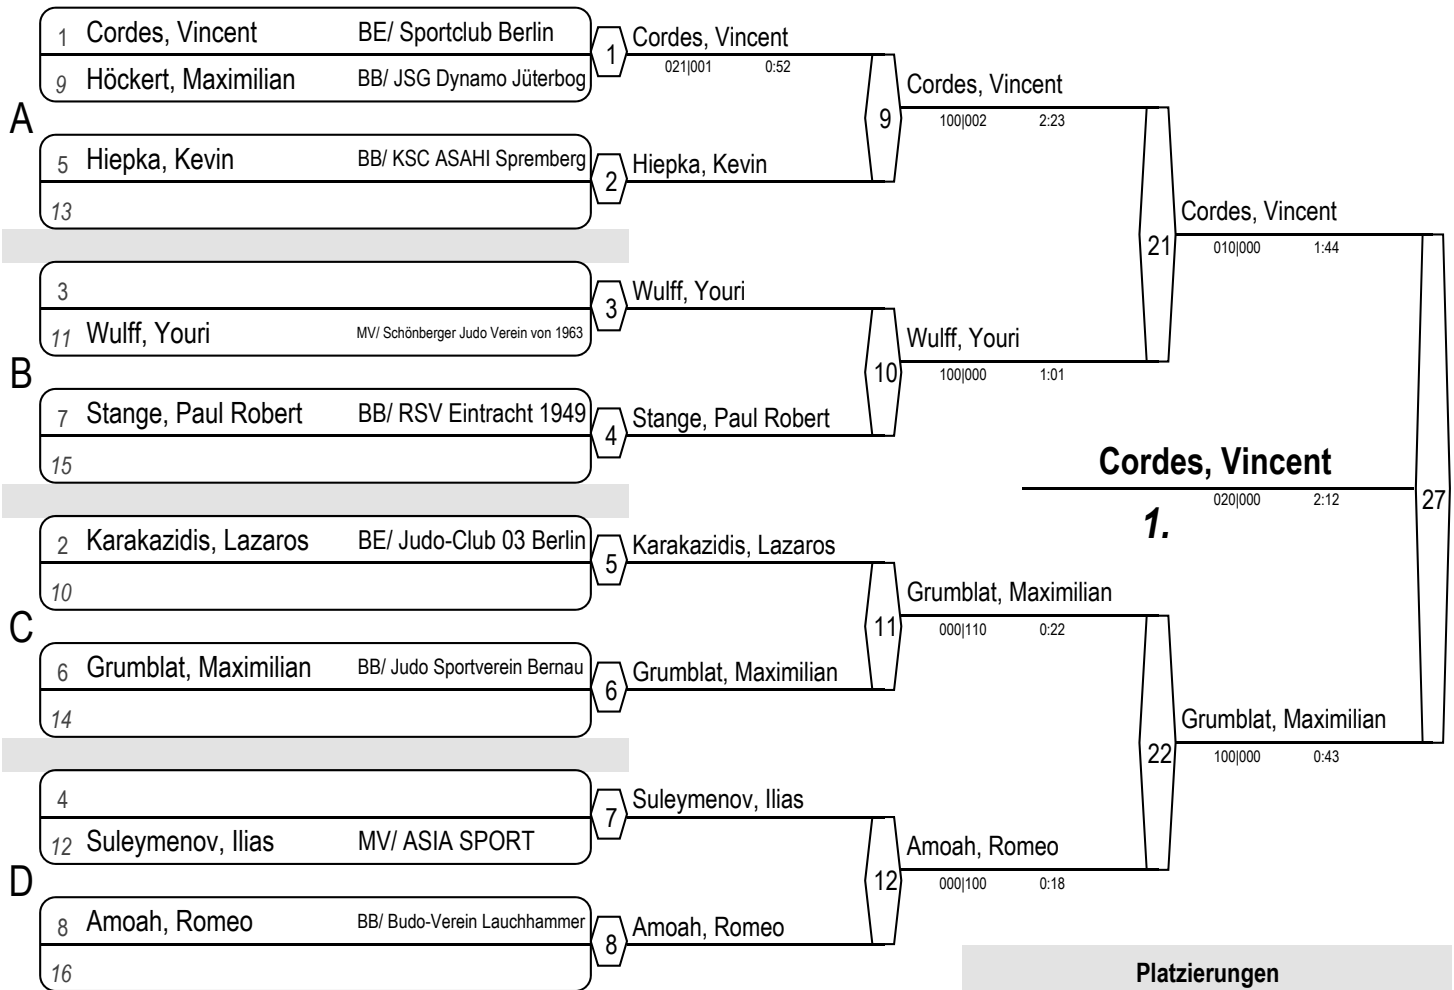 1 Cordes, Vincent BE/ Sportclub Berlin
9 Höckert, Maximilian BB/ JSG Dynamo Jüterbog
1
Cordes, Vincent
021|001 0:52
A
5 Hiepka, Kevin BB/ KSC ASAHI Spremberg
13
2
Hiepka, Kevin
9
Cordes, Vincent
100|002 2:23
3
11 Wulff, Youri MV/ Schönberger Judo Verein von 1963
3
Wulff, Youri
B
7 Stange, Paul Robert BB/ RSV Eintracht 1949
15
4
Stange, Paul Robert
10
Wulff, Youri
100|000 1:01
21
Cordes, Vincent
010|000 1:44
2 Karakazidis, Lazaros BE/ Judo-Club 03 Berlin
10
5
Karakazidis, Lazaros
C
6 Grumblat, Maximilian BB/ Judo Sportverein Bernau
14
6
Grumblat, Maximilian
11
Grumblat, Maximilian
000|110 0:22
4
12 Suleymenov, Ilias MV/ ASIA SPORT
7
Suleymenov, Ilias
D
8 Amoah, Romeo BB/ Budo-Verein Lauchhammer
16
8
Amoah, Romeo
12
Amoah, Romeo
000|100 0:18
22
Grumblat, Maximilian
100|000 0:43
27
Cordes, Vincent
020|000 2:12
1.
Platzierungen